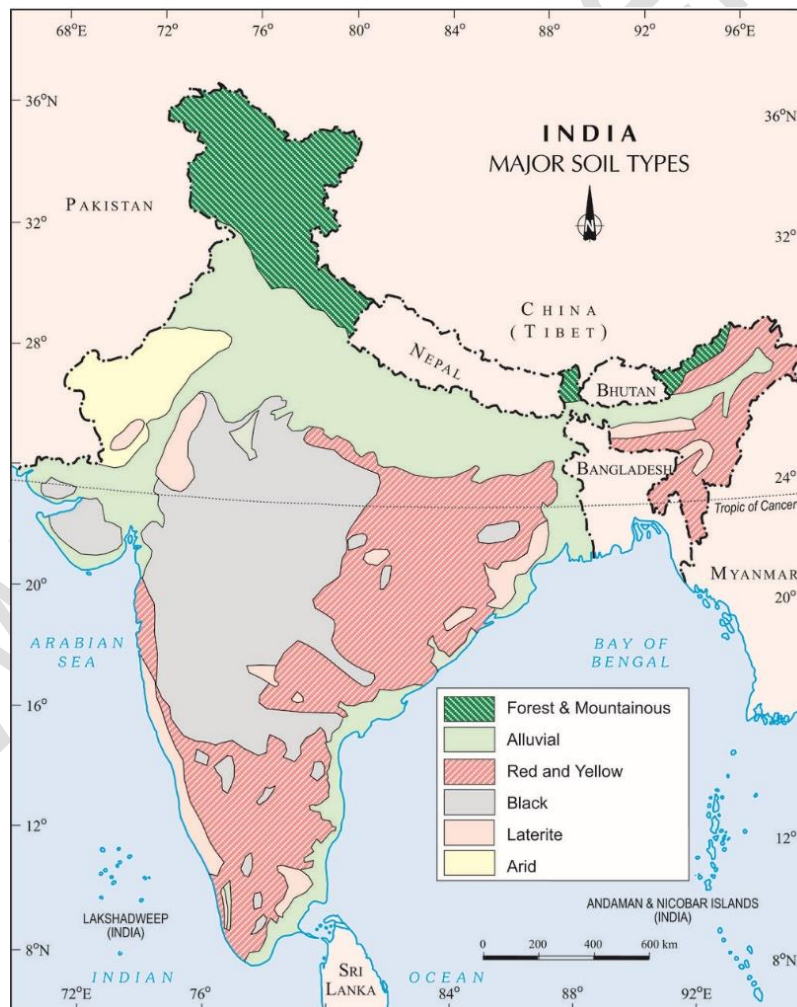 68°E 72° 76° 80° 84° 88° 92° 96°E
36°N
36°N
INDIA
MAJOR SOIL TYPES
N
PAKISTAN
32°
32°
CHINA
(TIBET)
28°
28°
NEPAL
BHUTAN
BANGLADESH
24°
Tropic of Cancer
MYANMAR
20°
20°
ARABIAN
SEA
BAY OF
BENGAL
16°
Forest & Mountainous
Alluvial
Red and Yellow
Black
Laterite
Arid
12°
12°
LAKSHADWEEP
(INDIA)
ANDAMAN & NICOBAR ISLANDS
(INDIA)
0 200 400 600 km
8°N
8°N
INDIAN OCEAN
SRI
LANKA
72°E 76° 84° 88° 92°E